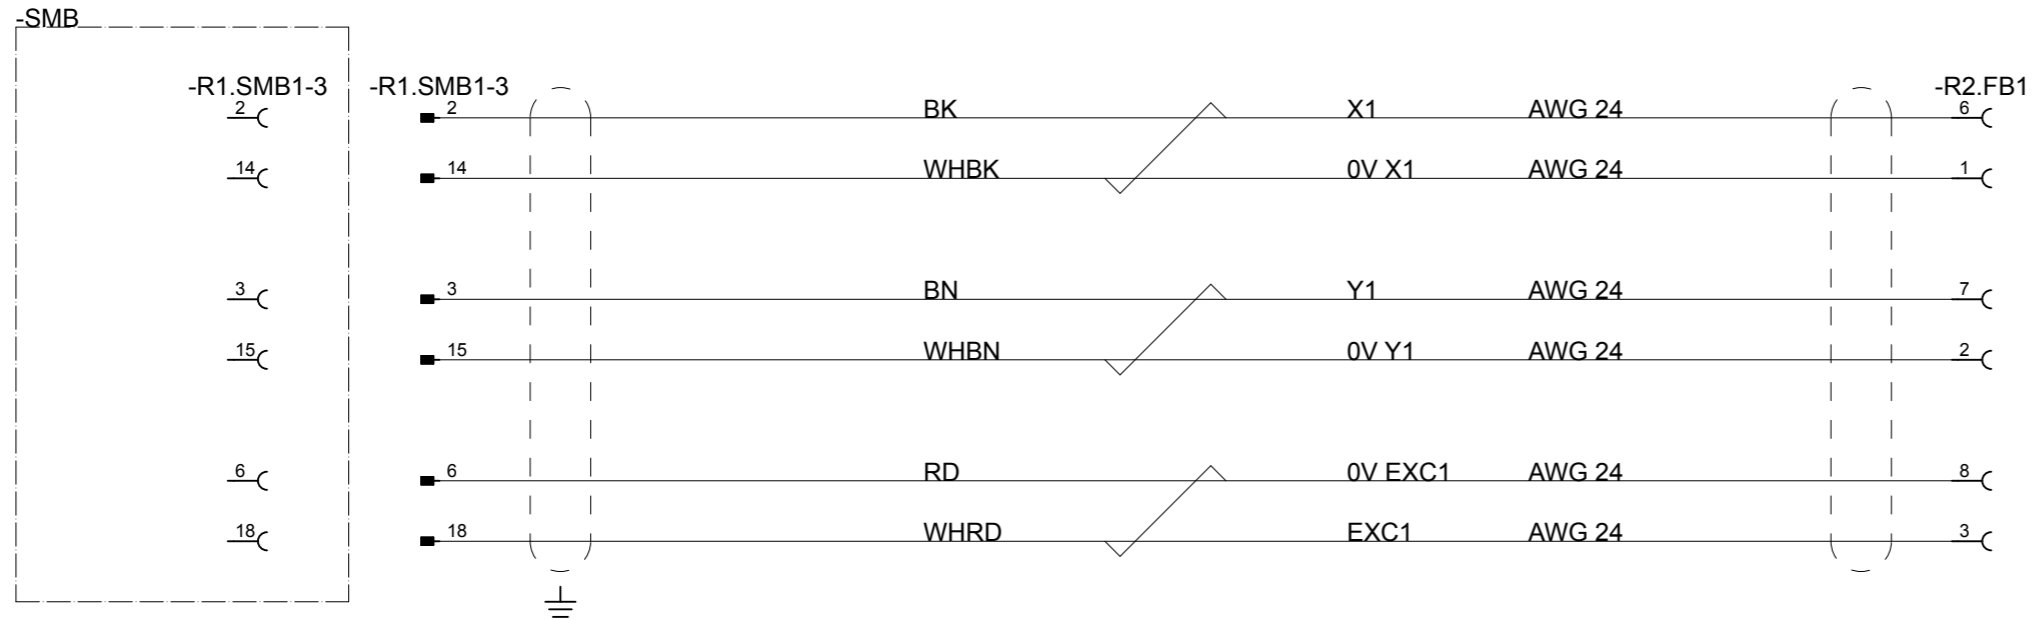 -SMB
-R1.SMB1-3 -R1.SMB1-3 -R2.FB1
2 2 BK X1 AWG 24 6
14 14 WHBK 0V X1 AWG 24 1
3 3 BN Y1 AWG 24 7
15 15 WHBN 0V Y1 AWG 24 2
6 6 RD 0V EXC1 AWG 24 8
18 18 WHRD EXC1 AWG 24 3